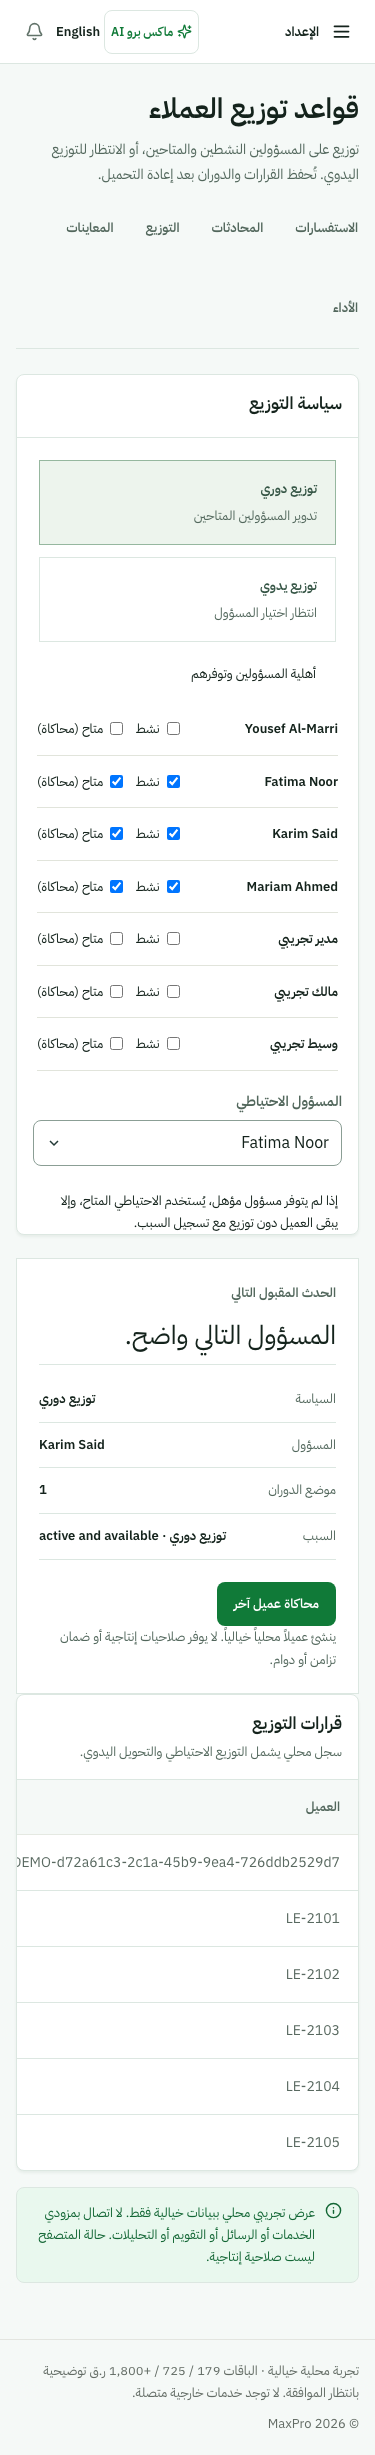 الإعداد
ماكس برو AI
English
قواعد توزيع العملاء
توزيع على المسؤولين النشطين والمتاحين، أو الانتظار للتوزيع
اليدوي. تُحفظ القرارات والدوران بعد إعادة التحميل.
الاستفسارات المحادثات التوزيع المعاينات
الأداء
سياسة التوزيع
توزيع دوري
تدوير المسؤولين المتاحين
توزيع يدوي
انتظار اختيار المسؤول
أهلية المسؤولين وتوفرهم
Yousef Al-Marri نشط متاح (محاكاة)
Fatima Noor نشط متاح (محاكاة)
Karim Said نشط متاح (محاكاة)
Mariam Ahmed نشط متاح (محاكاة)
مدير تجريبي نشط متاح (محاكاة)
مالك تجريبي نشط متاح (محاكاة)
وسيط تجريبي نشط متاح (محاكاة)
المسؤول الاحتياطي
Fatima Noor
إذا لم يتوفر مسؤول مؤهل، يُستخدم الاحتياطي المتاح، وإلا
يبقى العميل دون توزيع مع تسجيل السبب.
الحدث المقبول التالي
المسؤول التالي واضح.
السياسة توزيع دوري
المسؤول Karim Said
موضع الدوران 1
السبب توزيع دوري · active and available
محاكاة عميل آخر
ينشئ عميلاً محلياً خيالياً. لا يوفر صلاحيات إنتاجية أو ضمان
تزامن أو دوام.
قرارات التوزيع
سجل محلي يشمل التوزيع الاحتياطي والتحويل اليدوي.
العميل
DEMO-d72a61c3-2c1a-45b9-9ea4-726ddb2529d7
LE-2101
LE-2102
LE-2103
LE-2104
LE-2105
عرض تجريبي محلي ببيانات خيالية فقط. لا اتصال بمزودي
الخدمات أو الرسائل أو التقويم أو التحليلات. حالة المتصفح
ليست صلاحية إنتاجية.
تجربة محلية خيالية · الباقات 179 / 725 / +1,800 ر.ق توضيحية
بانتظار الموافقة. لا توجد خدمات خارجية متصلة.
© 2026 MaxPro